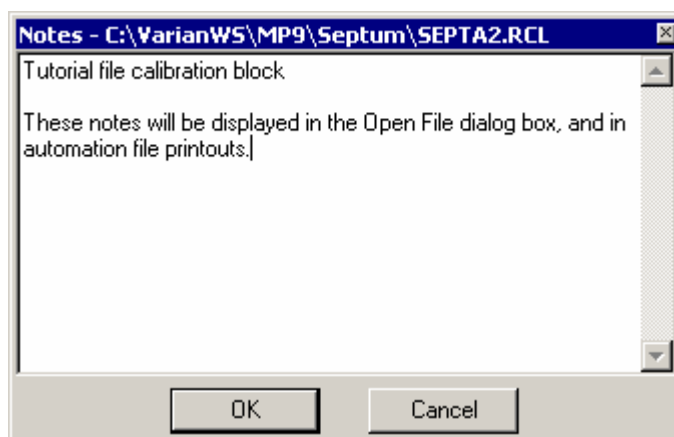 Notes - C:\VarianWS\MP9\Septum\SEPTA2.RCL
Tutorial file calibration block
These notes will be displayed in the Open File dialog box, and in
automation file printouts.
OK
Cancel